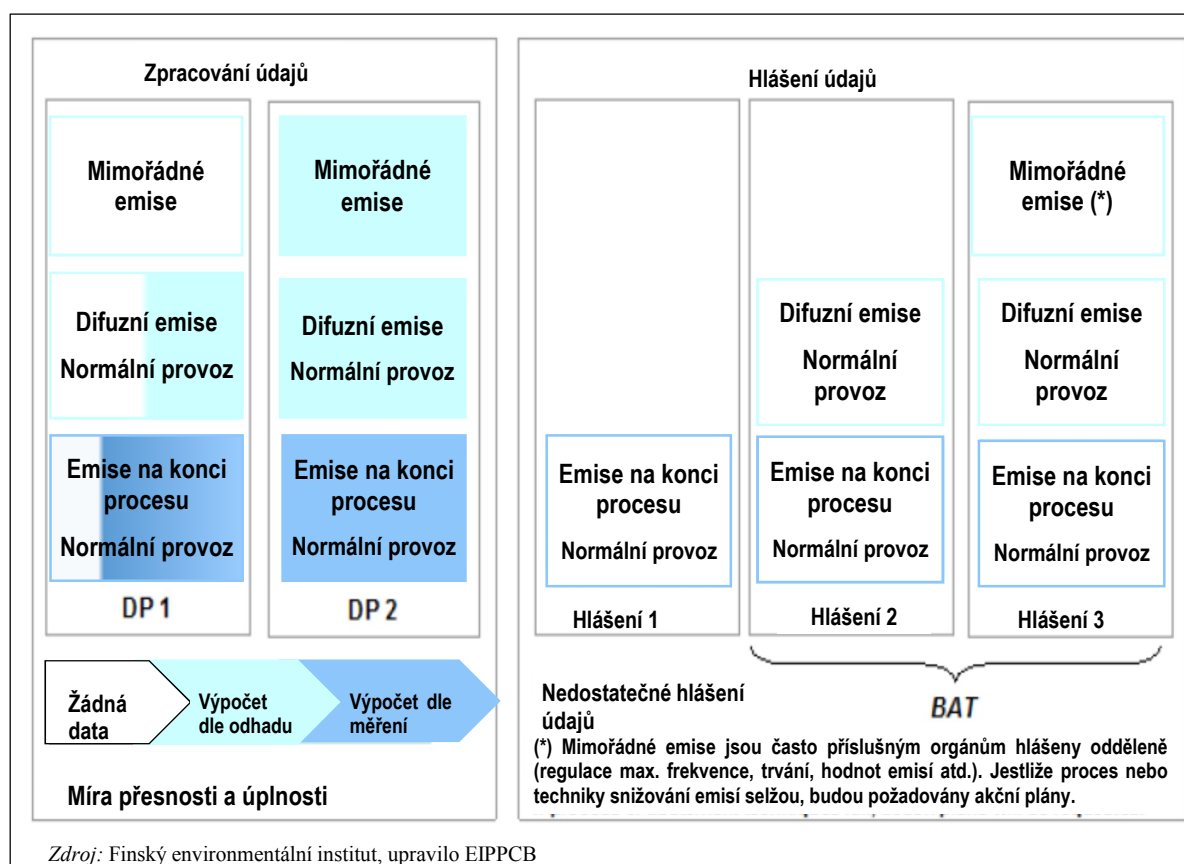 Zpracování údajů
Mimořádné
emise
Difuzní emise
Normální provoz
Emise na konci
procesu
Normální provoz
DP 1
Mimořádné
emise
Difuzní emise
Normální provoz
Emise na konci
procesu
Normální provoz
DP 2
Žádná
data
Výpočet
dle odhadu
Výpočet dle
měření
Míra přesnosti a úplnosti
Hlášení údajů
Emise na konci
procesu
Normální provoz
Hlášení 1
Difuzní emise
Normální
provoz
Emise na konci
procesu
Normální provoz
Hlášení 2
Mimořádné
emise (*)
Difuzní emise
Normální
provoz
Emise na konci
procesu
Normální provoz
Hlášení 3
Nedostatečné hlášení
údajů
BAT
(*) Mimořádné emise jsou často příslušným orgánům hlášeny odděleně
(regulace max. frekvence, trvání, hodnot emisí atd.). Jestliže proces nebo
techniky snižování emisí selžou, budou požadovány akční plány.
Zdroj: Finský environmentální institut, upravilo EIPPCB